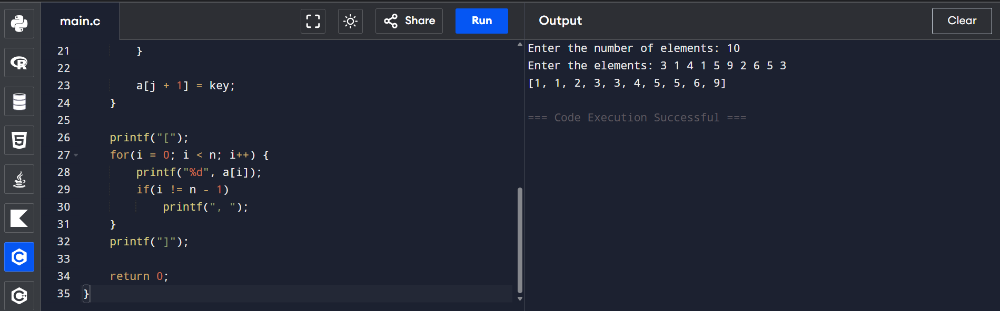 main.c
Share
Run
Output
Clear
21         }
22
23         a[j + 1] = key;
24     }
25
26     printf("[");
27     for(i = 0; i < n; i++) {
28         printf("%d", a[i]);
29         if(i != n - 1)
30             printf(", ");
31     }
32     printf("]");
33
34     return 0;
35 }
Enter the number of elements: 10
Enter the elements: 3 1 4 1 5 9 2 6 5 3
[1, 1, 2, 3, 3, 4, 5, 5, 6, 9]
=== Code Execution Successful ===